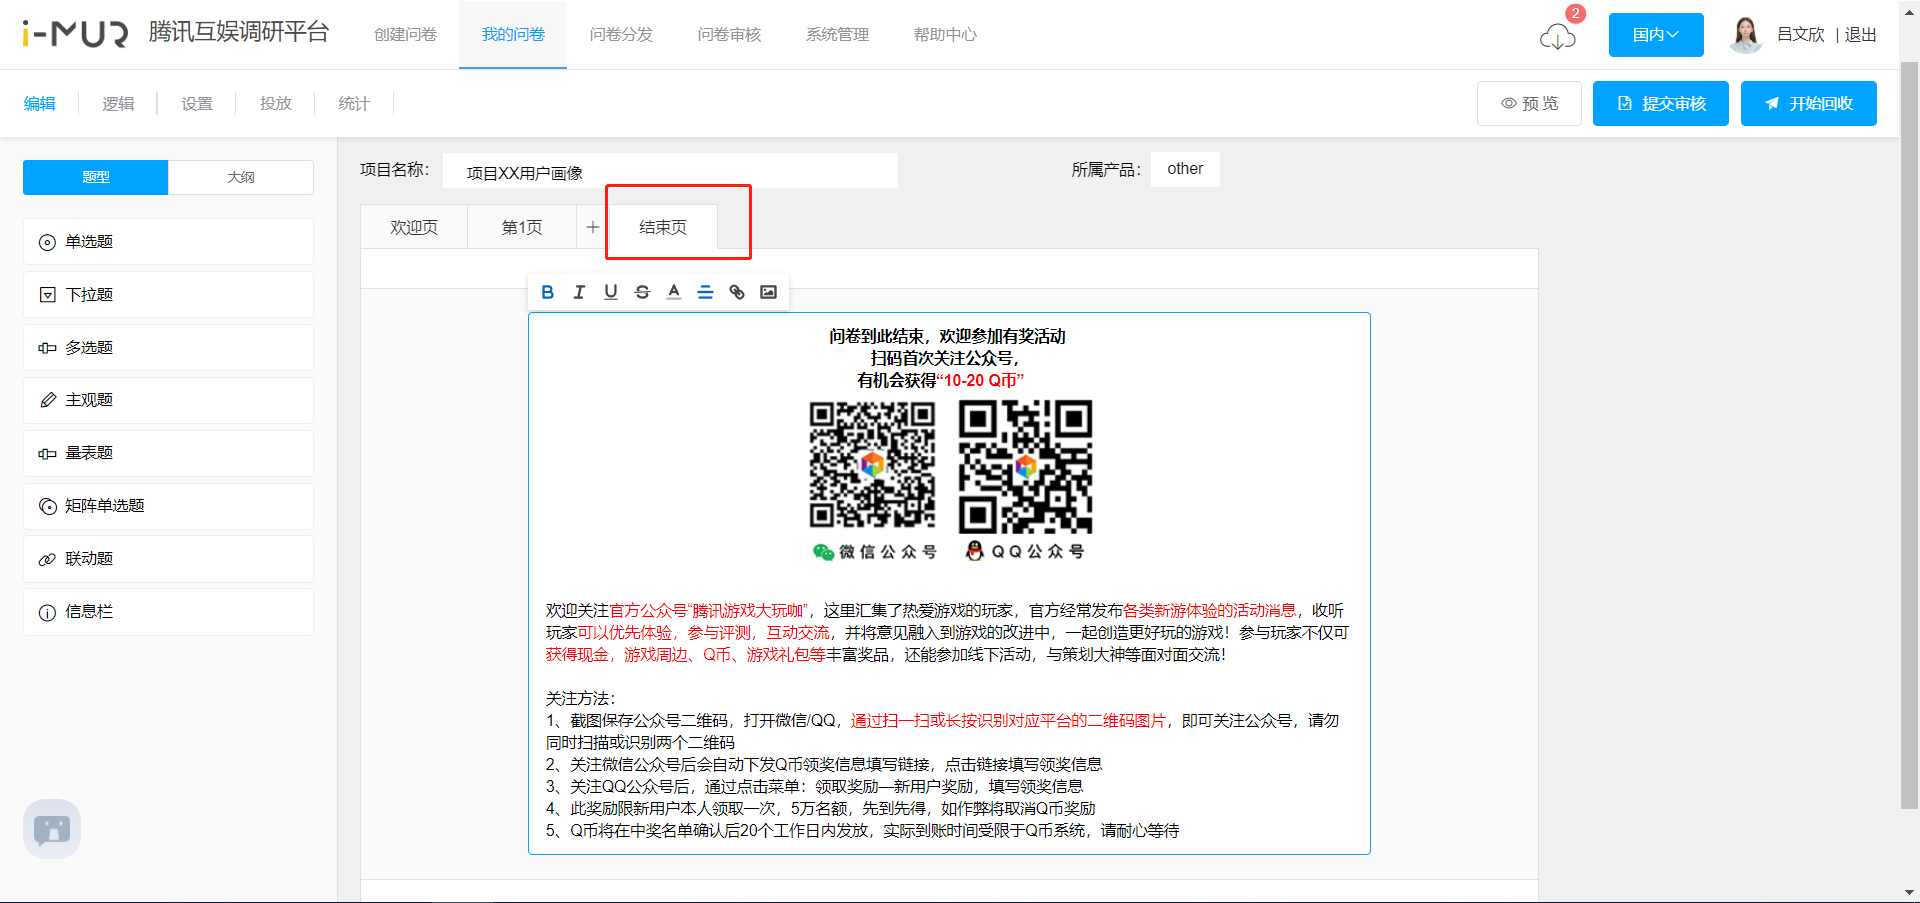 i-MUR 腾讯互娱调研平台 创建问卷 我的问卷 问卷分发 问卷审核 系统管理 帮助中心 2 国内 吕文欣 | 退出
编辑 逻辑 设置 投放 统计 预 览 提交审核 开始回收
题型 大纲
单选题
下拉题
多选题
主观题
量表题
矩阵单选题
联动题
信息栏
项目名称： 项目XX用户画像 所属产品： other
欢迎页 第1页 + 结束页
B I U S A
问卷到此结束，欢迎参加有奖活动
扫码首次关注公众号，
有机会获得“10-20 Q币”
微信公众号 QQ公众号
欢迎关注官方公众号“腾讯游戏大玩咖”，这里汇集了热爱游戏的玩家，官方经常发布各类新游体验的活动消息，收听
玩家可以优先体验，参与评测，互动交流，并将意见融入到游戏的改进中，一起创造更好玩的游戏！参与玩家不仅可
获得现金，游戏周边、Q币、游戏礼包等丰富奖品，还能参加线下活动，与策划大神等面对面交流！
关注方法：
1、截图保存公众号二维码，打开微信/QQ，通过扫一扫或长按识别对应平台的二维码图片，即可关注公众号，请勿
同时扫描或识别两个二维码
2、关注微信公众号后会自动下发Q币领奖信息填写链接，点击链接填写领奖信息
3、关注QQ公众号后，通过点击菜单：领取奖励—新用户奖励，填写领奖信息
4、此奖励限新用户本人领取一次，5万名额，先到先得，如作弊将取消Q币奖励
5、Q币将在中奖名单确认后20个工作日内发放，实际到账时间受限于Q币系统，请耐心等待